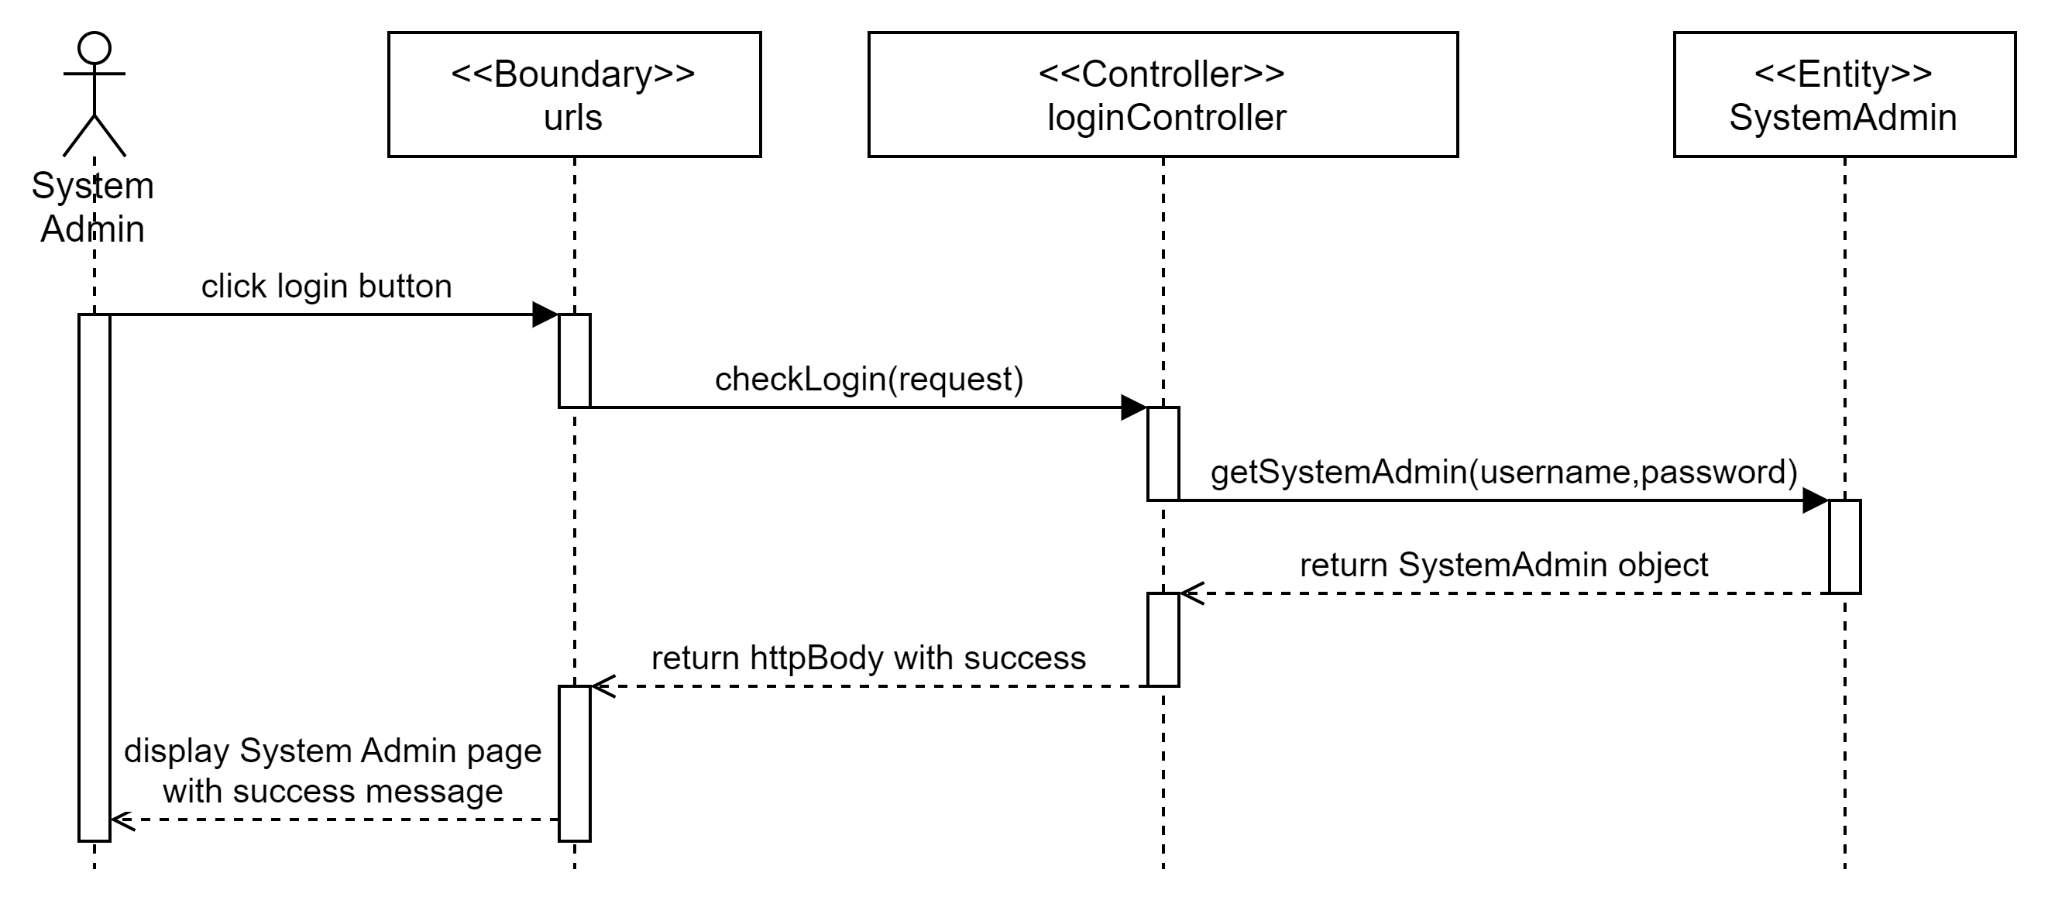 <<Boundary>>
urls
<<Controller>>
loginController
<<Entity>>
SystemAdmin
System
Admin
click login button
checkLogin(request)
getSystemAdmin(username,password)
return SystemAdmin object
return httpBody with success
display System Admin page
with success message